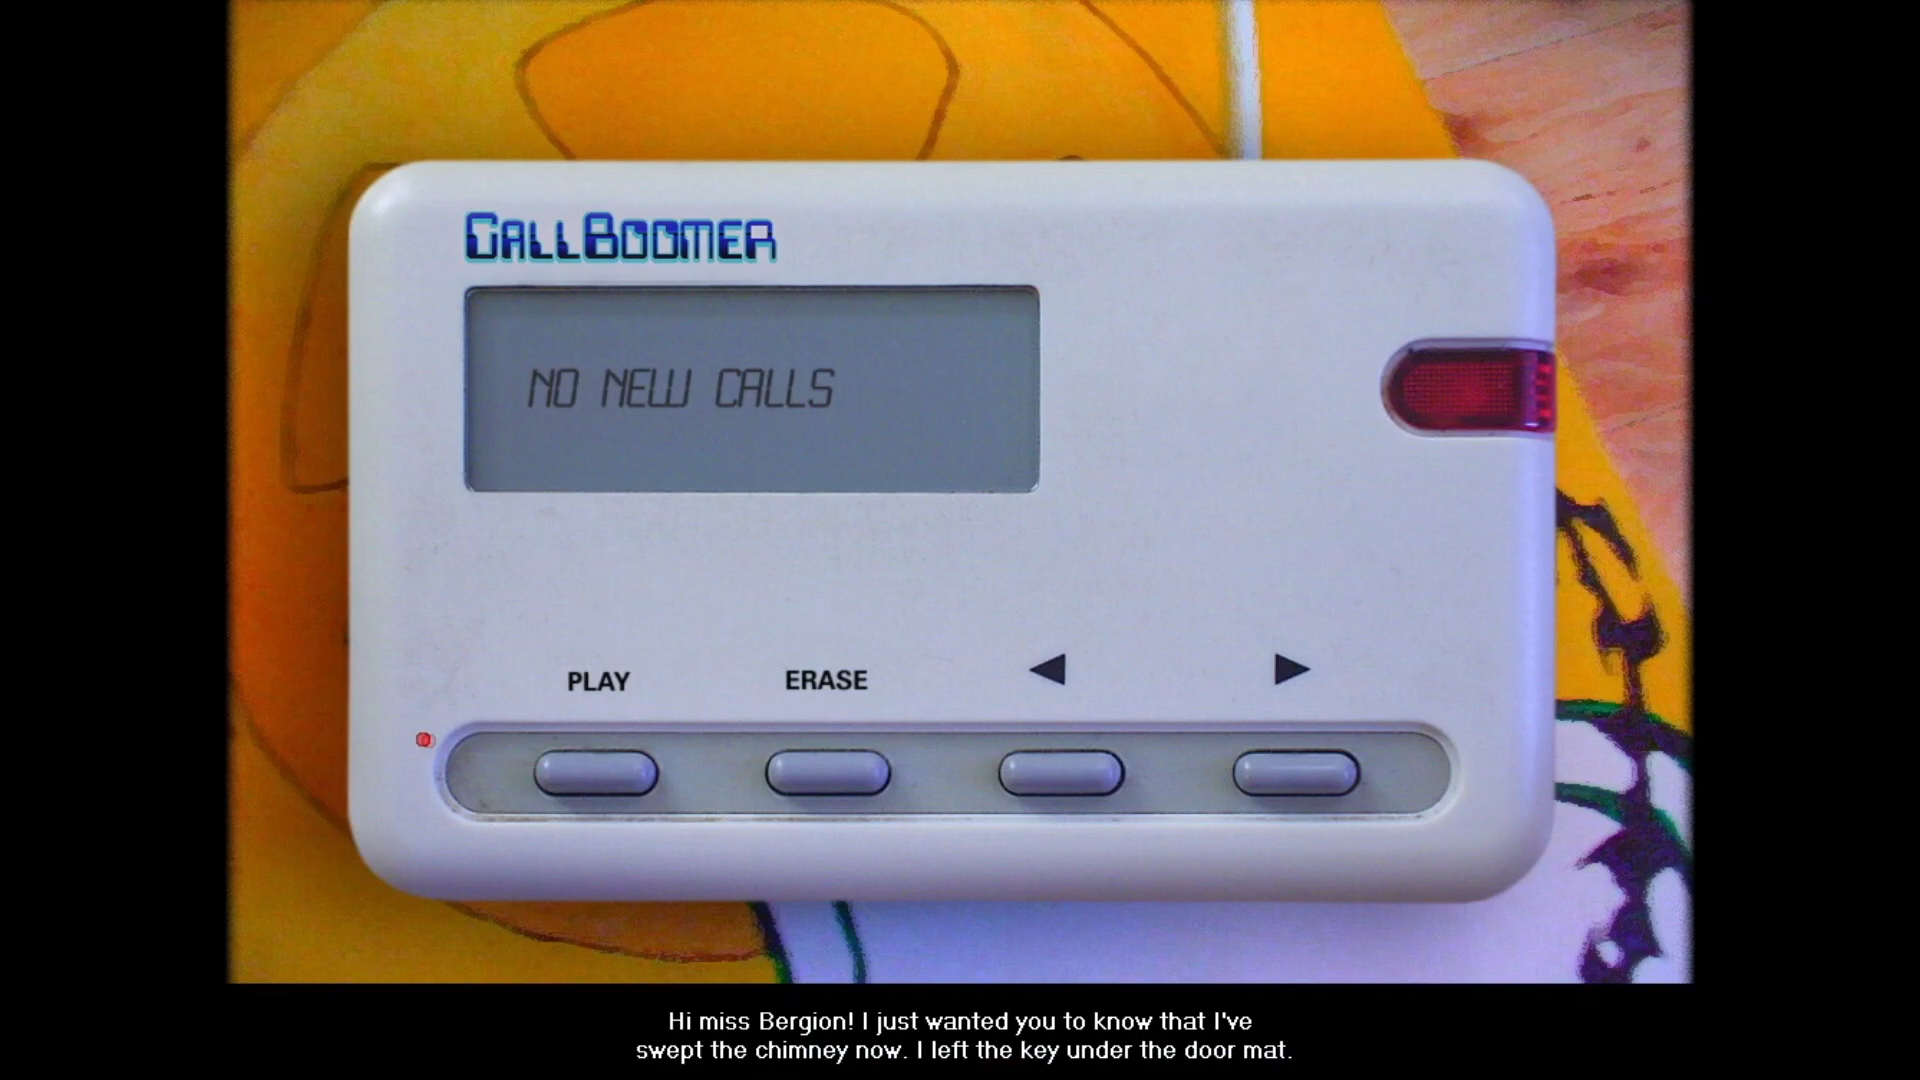 CALLBOOMER
NO NEW CALLS
PLAY
ERASE
Hi miss Bergion! I just wanted you to know that I've
swept the chimney now. I left the key under the door mat.